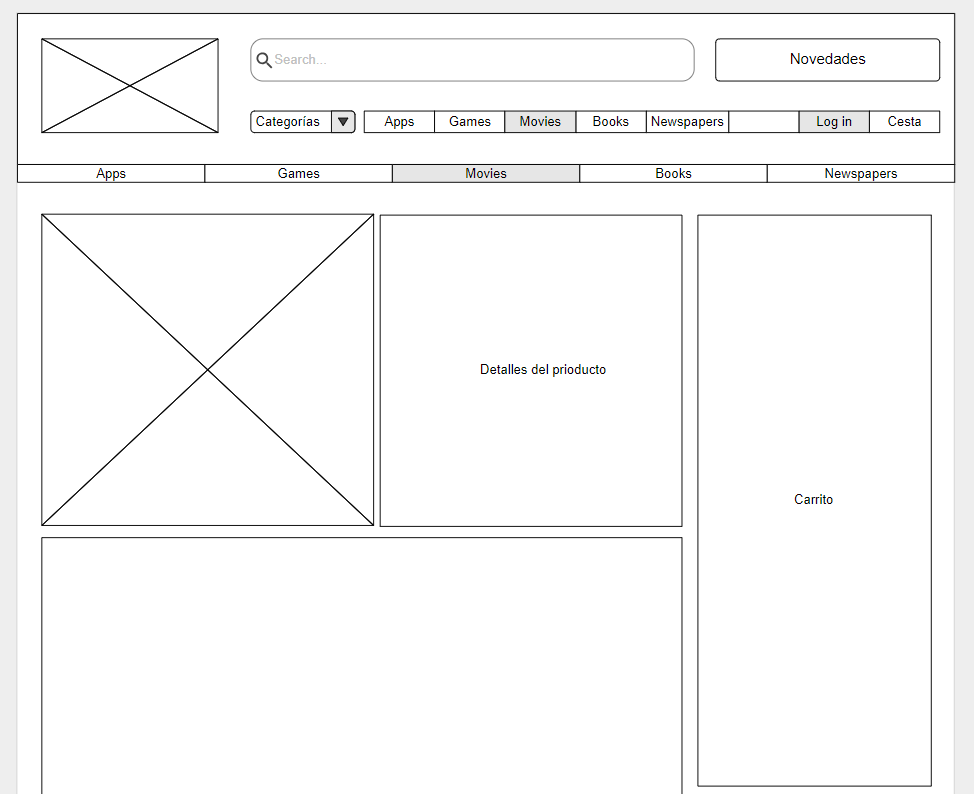 Search...
Novedades
Categorías
Apps Games Movies Books Newspapers Log in Cesta
Apps Games Movies Books Newspapers
Detalles del prioducto
Carrito